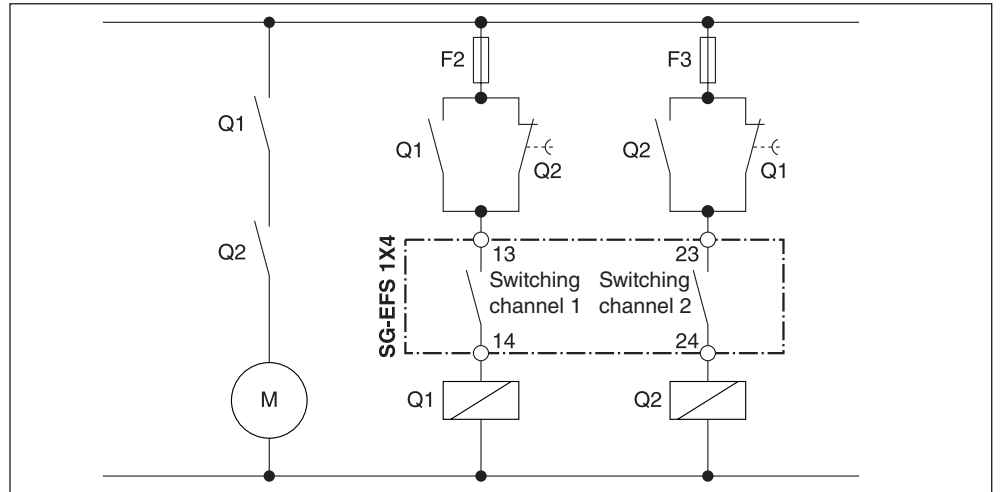 F2
F3
Q1
Q1
Q2
Q2
Q1
Q2
SG-EFS 1X4
13
23
Switching
channel 1
Switching
channel 2
14
24
M
Q1
Q2